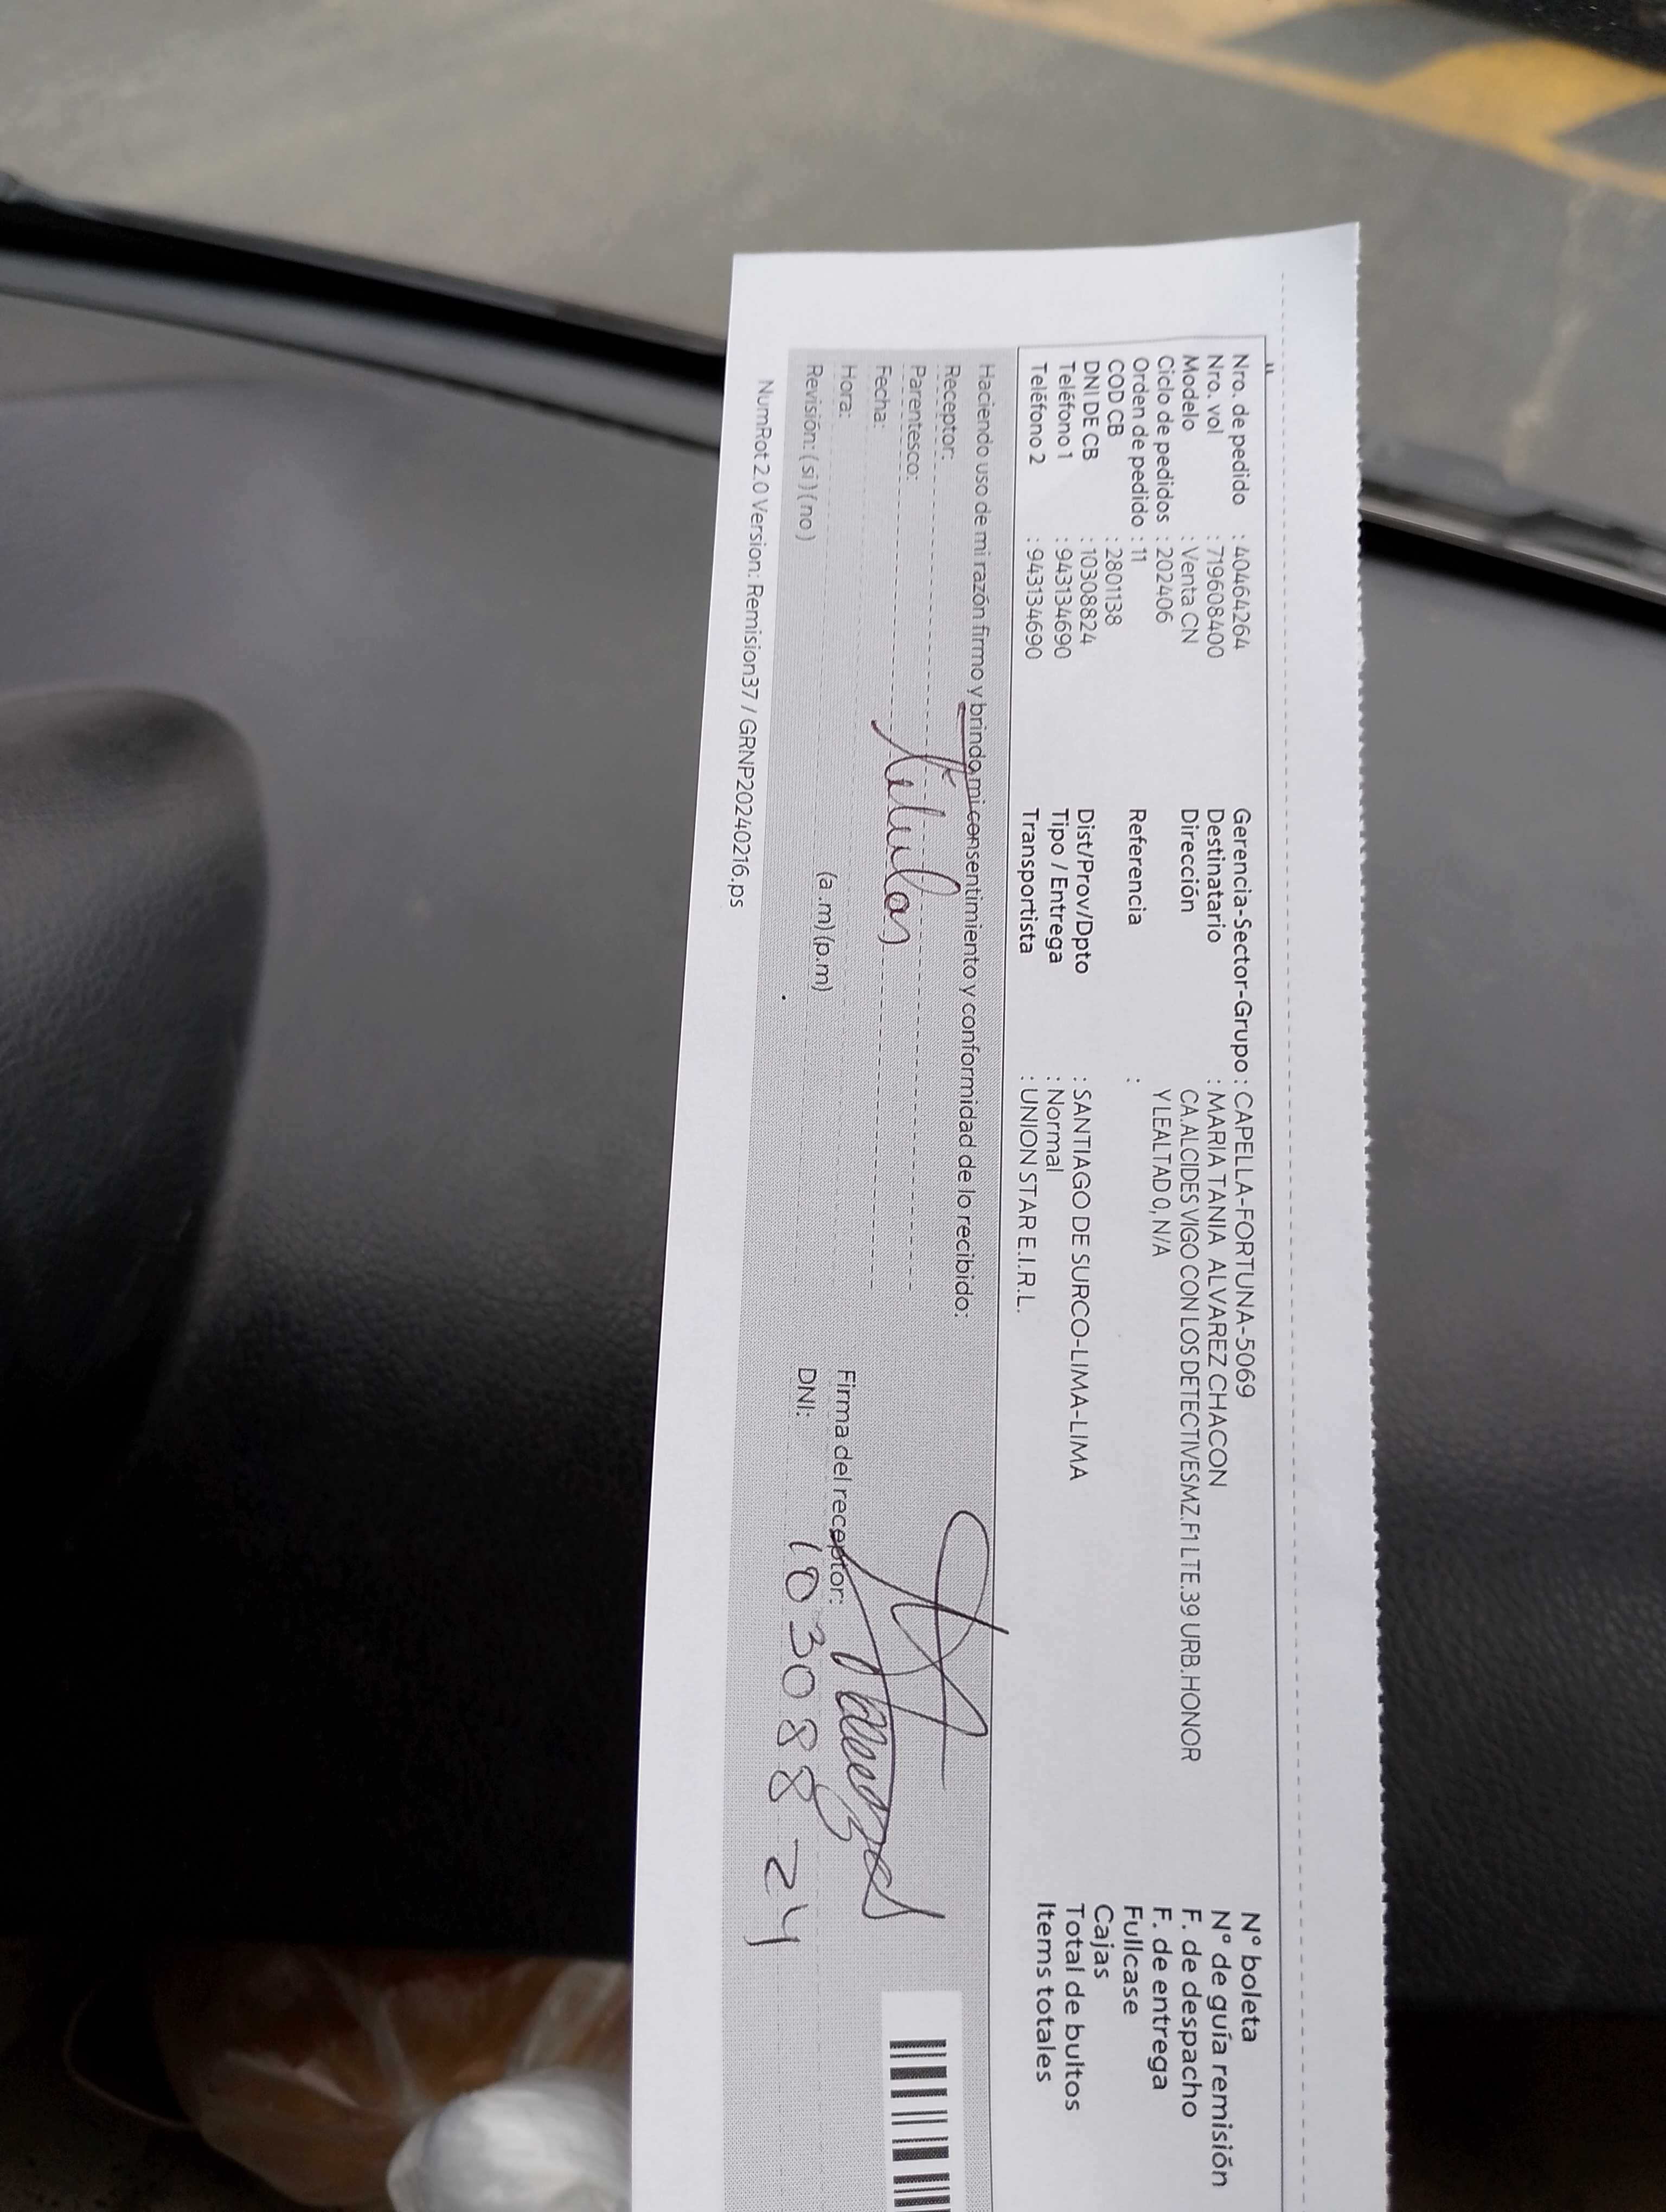 Nro. de pedido : 40464264
Nro. vol : 719608400
Modelo : Venta CN
Ciclo de pedidos : 202406
Orden de pedido : 11
COD CB : 2801138
DNI DE CB : 10308824
Teléfono 1 : 943134690
Teléfono 2 : 943134690
Gerencia-Sector-Grupo : CAPELLA-FORTUNA-5069
Destinatario : MARIA TANIA ALVAREZ CHACON
Dirección CA.ALCIDES VIGO CON LOS DETECTIVESMZ.F1 LTE.39 URB.HONOR
Y LEALTAD 0, N/A
Referencia :
Dist/Prov/Dpto : SANTIAGO DE SURCO-LIMA-LIMA
Tipo / Entrega : Normal
Transportista : UNION STAR E.I.R.L.
N° boleta
N° de guía remisión
F. de despacho
F. de entrega
Fullcase
Cajas
Total de bultos
Items totales
Haciendo uso de mi razón firmo y brindo mi consentimiento y conformidad de lo recibido:
Receptor:
Parentesco:
Fecha:
Hora: (a.m) (p.m)
Revisión: ( si ) ( no )
Firma del receptor:
DNI: 10308824
NumRot 2.0 Version: Remision37 / GRNP20240216.ps